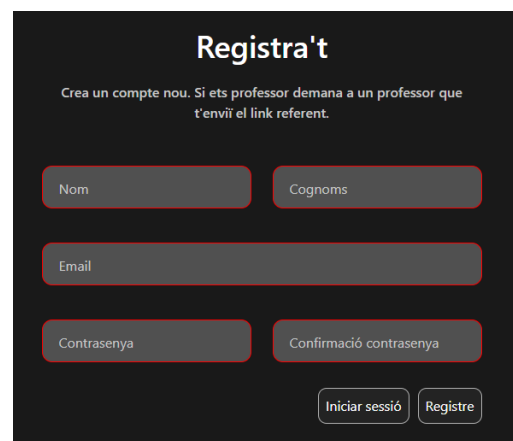 Registra't
Crea un compte nou. Si ets professor demana a un professor que
t'enviï el link referent.
Nom
Cognoms
Email
Contrasenya
Confirmació contrasenya
Iniciar sessió
Registre